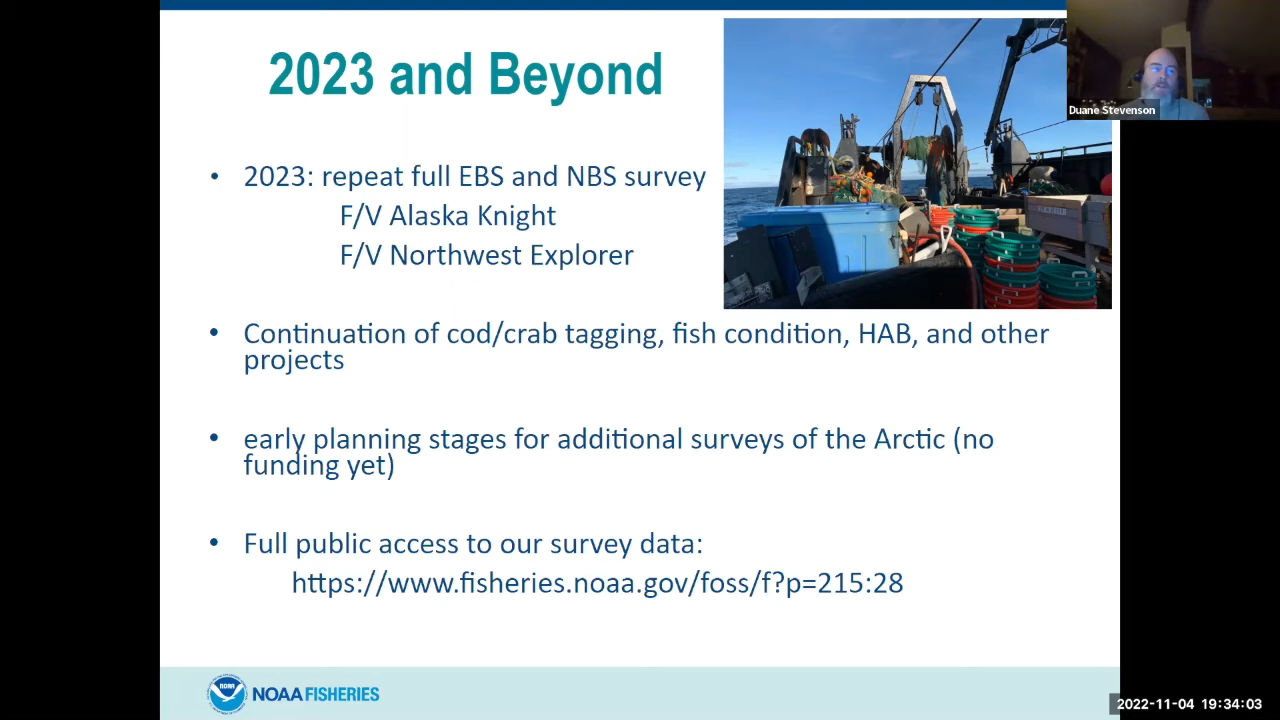 2023 and Beyond
Duane Stevenson
• 2023: repeat full EBS and NBS survey
F/V Alaska Knight
F/V Northwest Explorer
• Continuation of cod/crab tagging, fish condition, HAB, and other
projects
• early planning stages for additional surveys of the Arctic (no
funding yet)
• Full public access to our survey data:
https://www.fisheries.noaa.gov/foss/f?p=215:28
NOAA
NOAA FISHERIES
2022-11-04 19:34:03